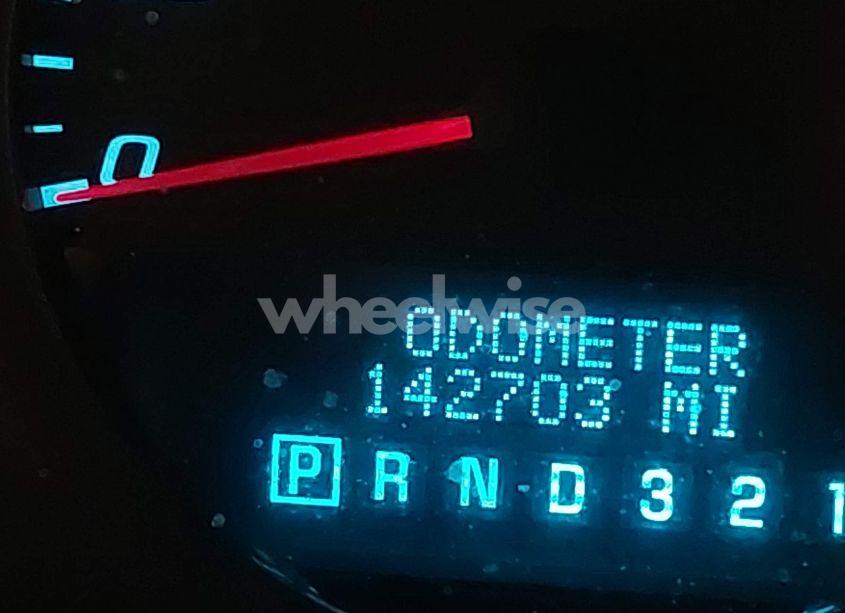 0
wheelwise
ODOMETER
142703 MI
P R N D 3 2 1